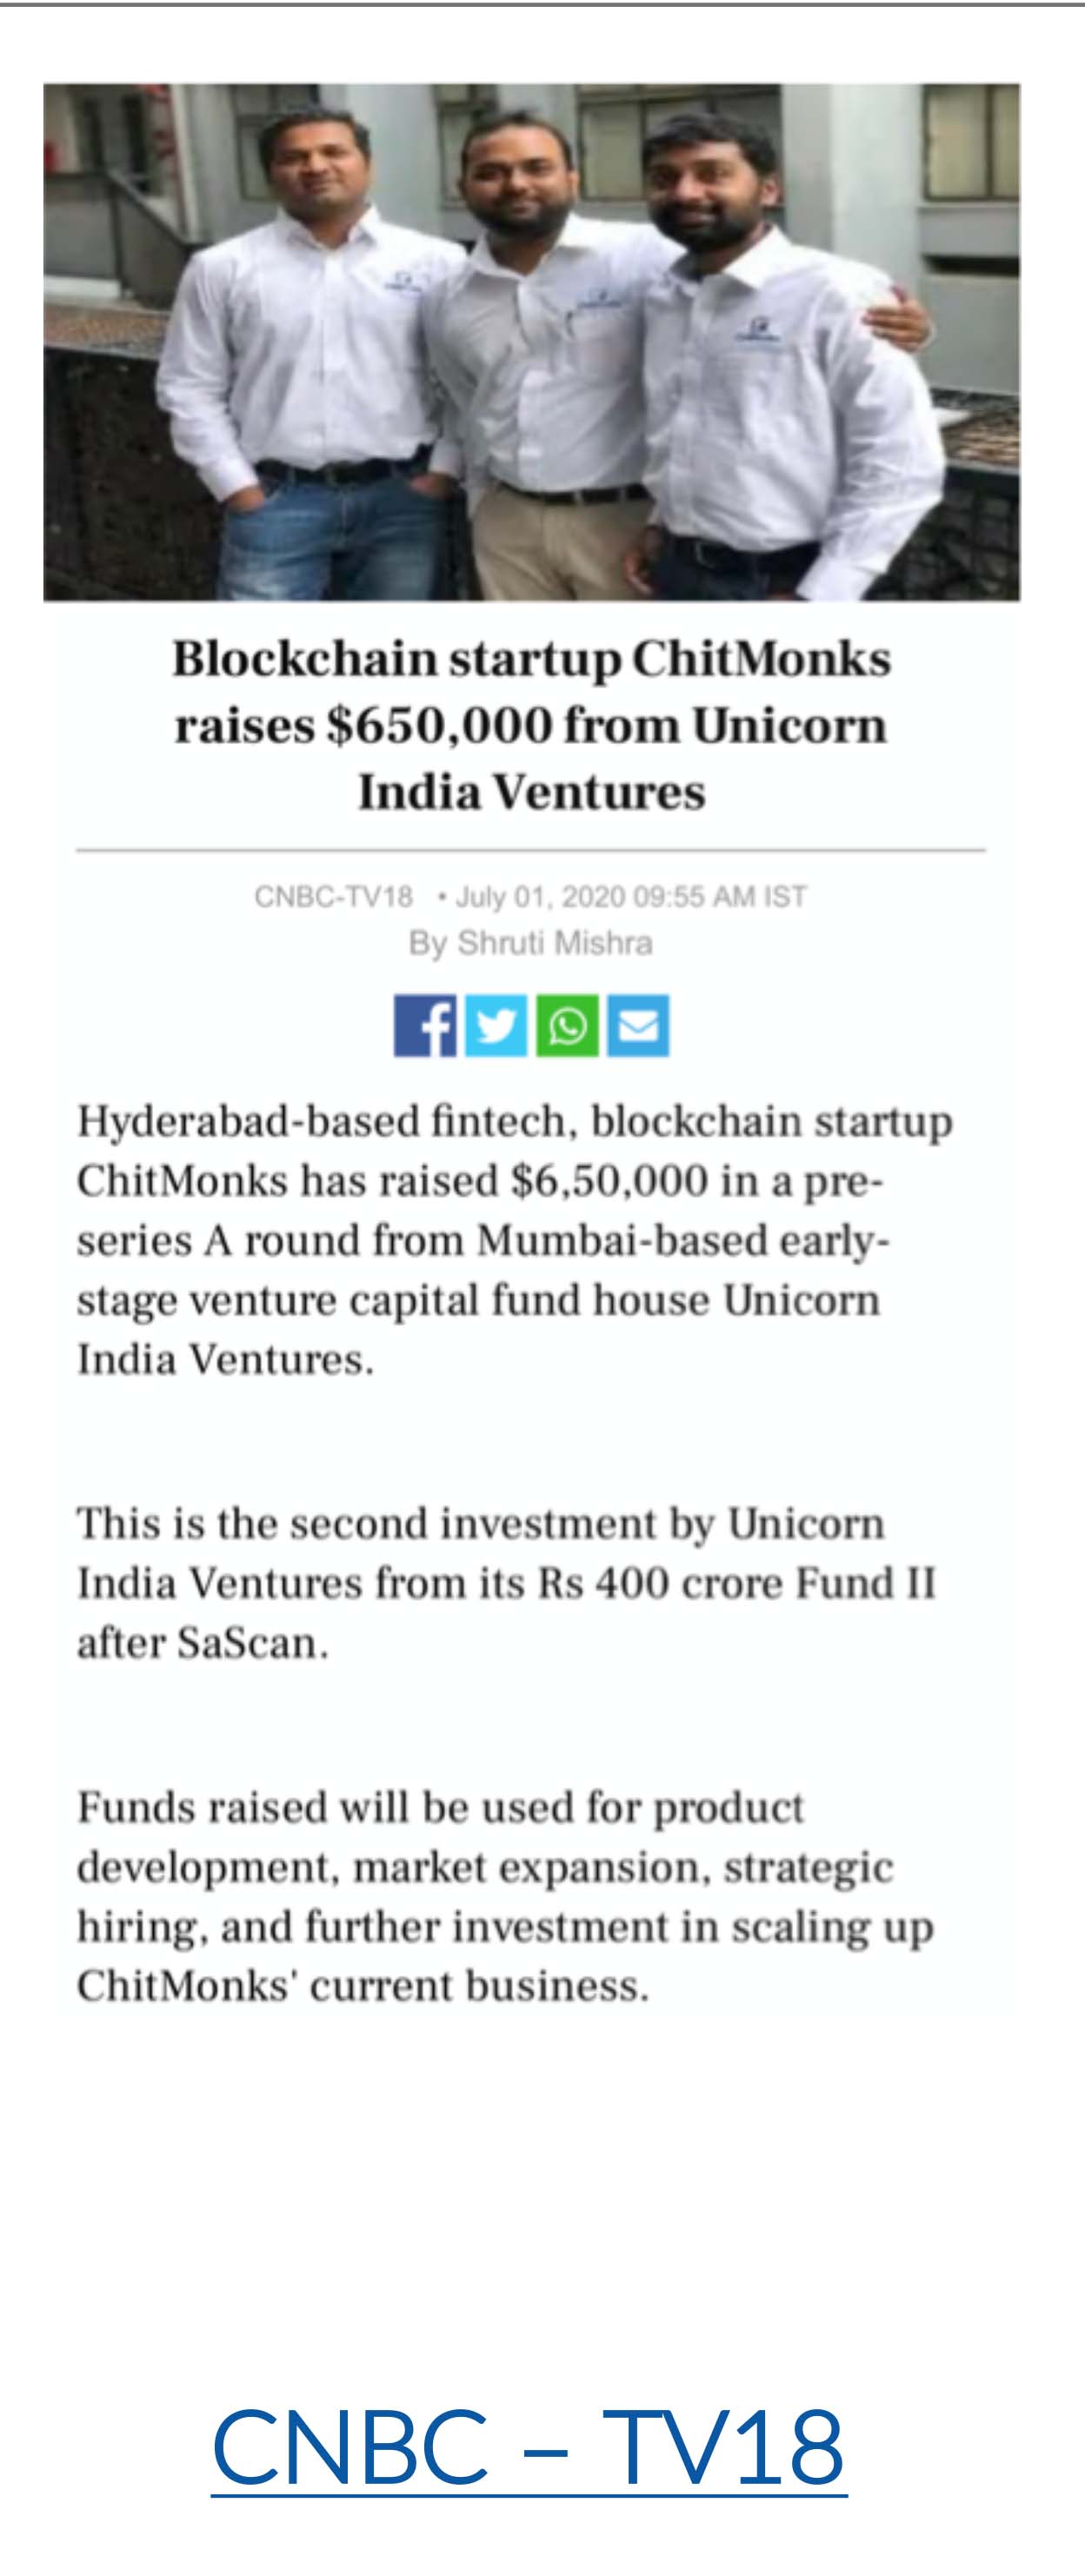 Blockchain startup ChitMonks
raises $650,000 from Unicorn
India Ventures
CNBC-TV18 • July 01, 2020 09:55 AM IST
By Shruti Mishra
Hyderabad-based fintech, blockchain startup
ChitMonks has raised $6,50,000 in a pre-
series A round from Mumbai-based early-
stage venture capital fund house Unicorn
India Ventures.
This is the second investment by Unicorn
India Ventures from its Rs 400 crore Fund II
after SaScan.
Funds raised will be used for product
development, market expansion, strategic
hiring, and further investment in scaling up
ChitMonks' current business.
CNBC – TV18